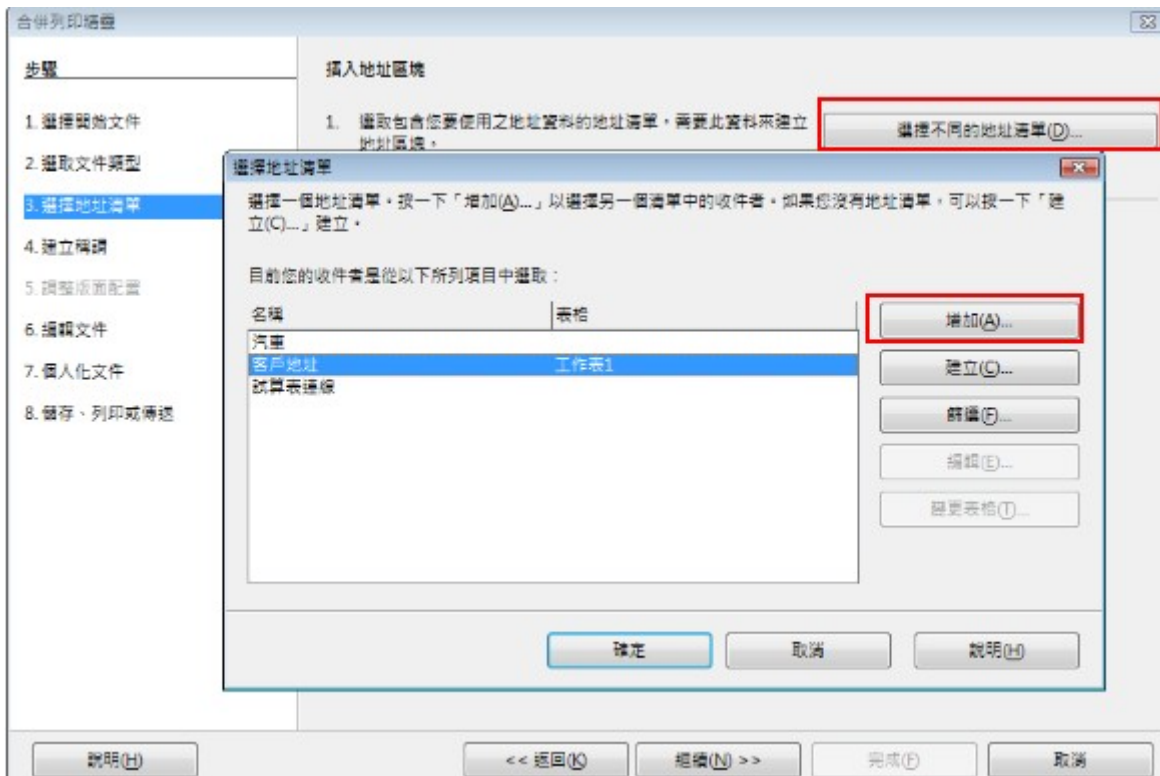 合併列印精靈
步驟
1. 選擇開始文件
2. 選取文件類型
3. 選擇地址清單
4. 建立稱謂
5. 調整版面配置
6. 編輯文件
7. 個人化文件
8. 儲存、列印或傳送
插入地址區塊
1. 選取包含您要使用之地址資料的地址清單。需要此資料來建立
地址區塊。
選擇不同的地址清單(D)...
選擇地址清單
選擇一個地址清單。按一下「增加(A)...」以選擇另一個清單中的收件者。如果您沒有地址清單，可以按一下「建
立(C)...」建立。
目前您的收件者是從以下所列項目中選取：
名稱 表格
汽車
客戶地址 工作表1
試算表連線
增加(A)...
建立(C)...
篩選(F)...
編輯(E)...
變更表格(T)...
確定 取消 說明(H)
說明(H) << 返回(K) 繼續(N) >> 完成(F) 取消